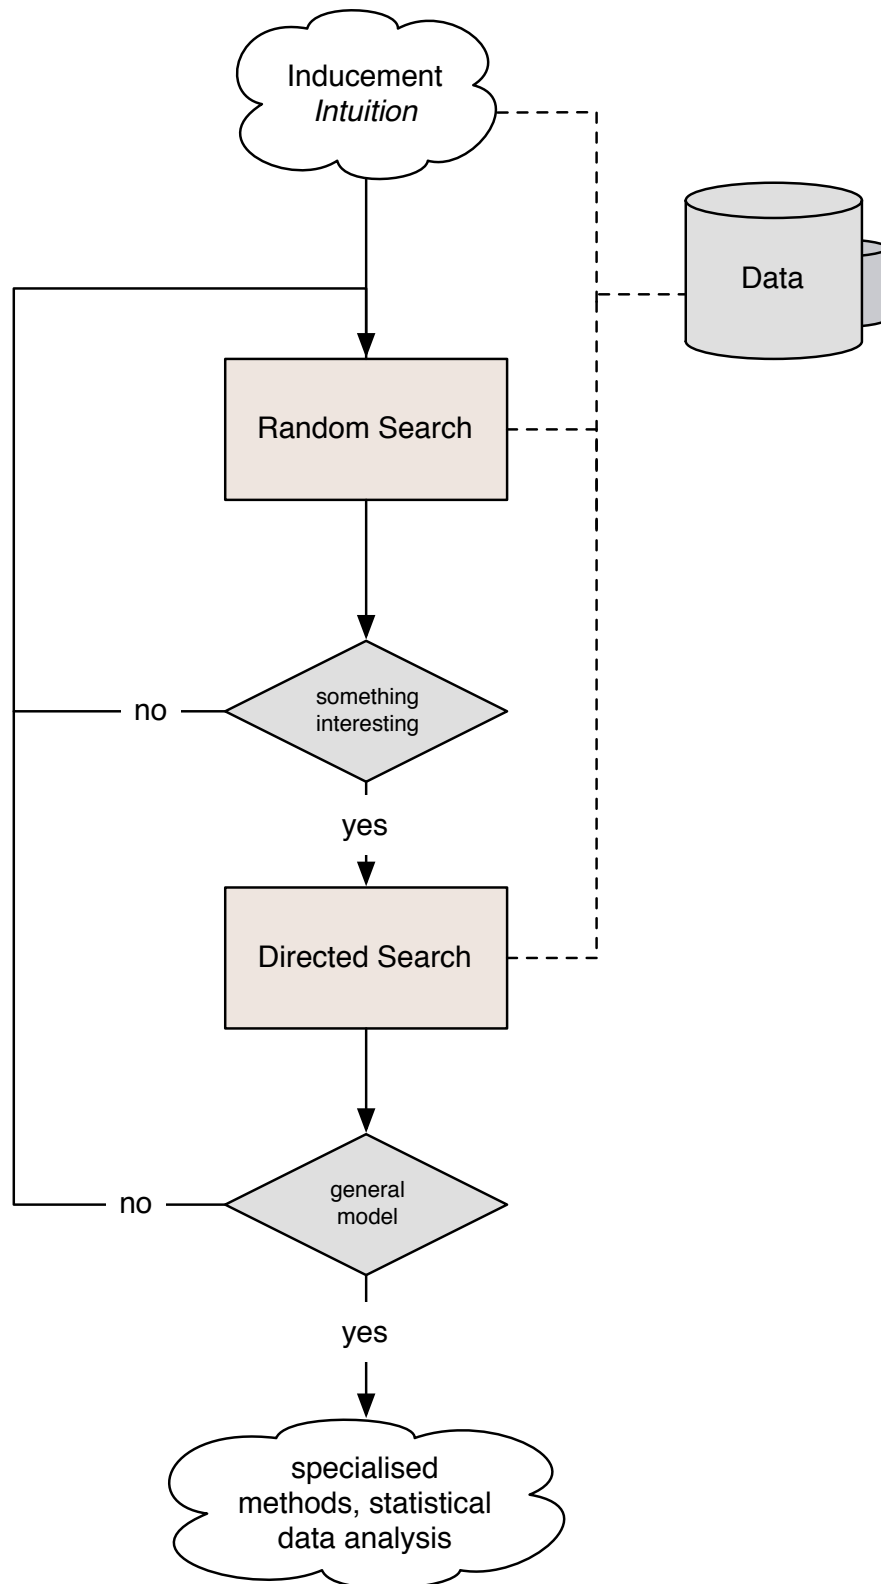 Inducement
Intuition
Data
Random Search
something
interesting
no
yes
Directed Search
general
model
no
yes
specialised
methods, statistical
data analysis